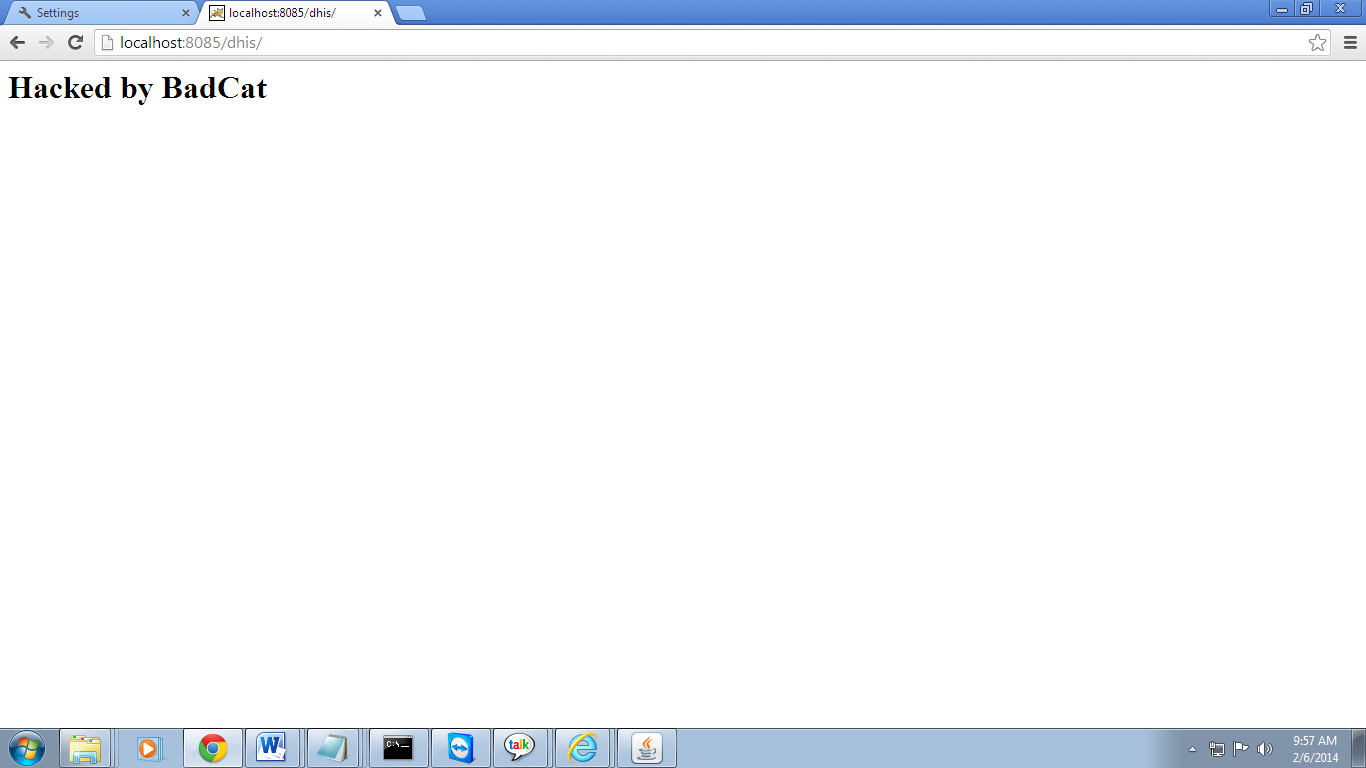 Settings
localhost:8085/dhis/
localhost:8085/dhis/
Hacked by BadCat
C:\_
talk
9:57 AM
2/6/2014